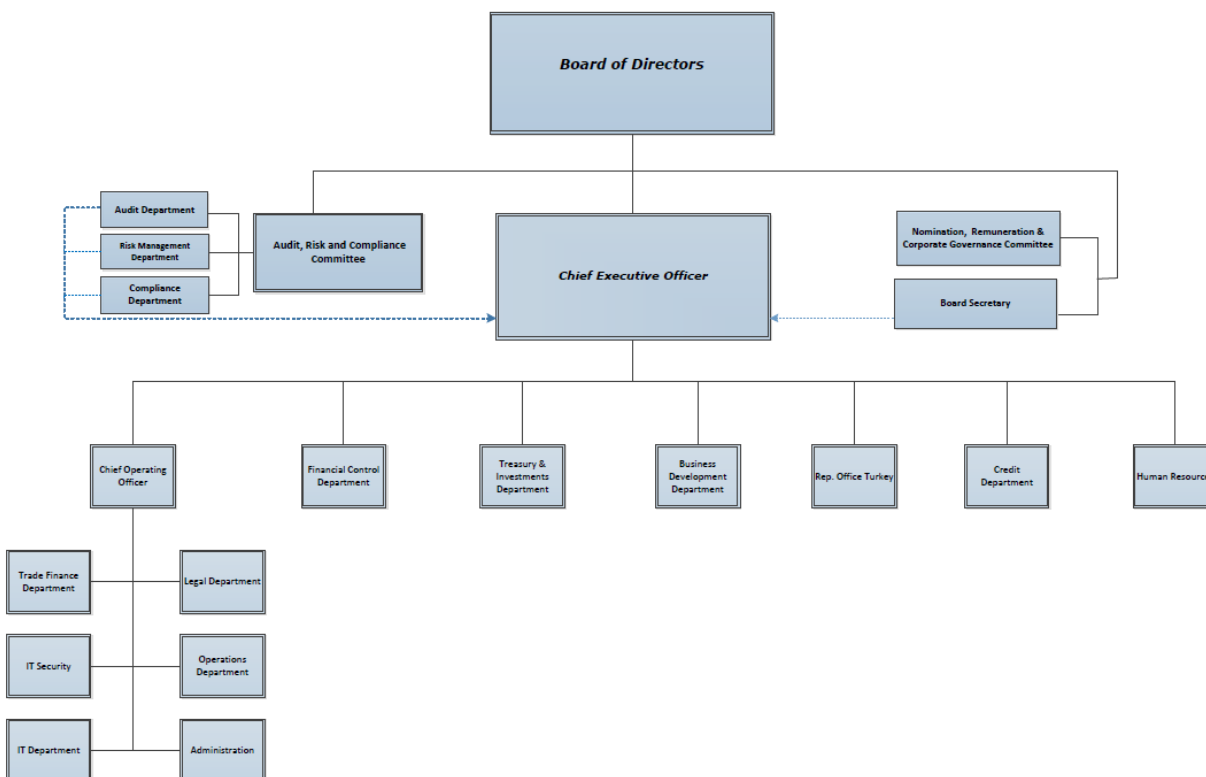 Board of Directors
Audit Department
Risk Management
Department
Compliance
Department
Audit, Risk and Compliance
Committee
Chief Executive Officer
Nomination, Remuneration &
Corporate Governance Committee
Board Secretary
Chief Operating
Officer
Financial Control
Department
Treasury &
Investments
Department
Business
Development
Department
Rep. Office Turkey
Credit
Department
Human Resource
Trade Finance
Department
Legal Department
IT Security
Operations
Department
IT Department
Administration